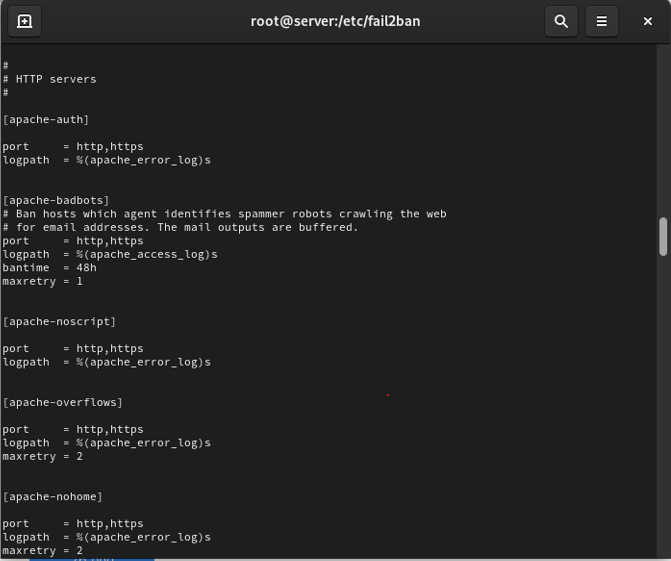 root@server:/etc/fail2ban
#
# HTTP servers
#
[apache-auth]
port     = http,https
logpath  = %(apache_error_log)s
[apache-badbots]
# Ban hosts which agent identifies spammer robots crawling the web
# for email addresses. The mail outputs are buffered.
port     = http,https
logpath  = %(apache_access_log)s
bantime  = 48h
maxretry = 1
[apache-noscript]
port     = http,https
logpath  = %(apache_error_log)s
[apache-overflows]
port     = http,https
logpath  = %(apache_error_log)s
maxretry = 2
[apache-nohome]
port     = http,https
logpath  = %(apache_error_log)s
maxretry = 2